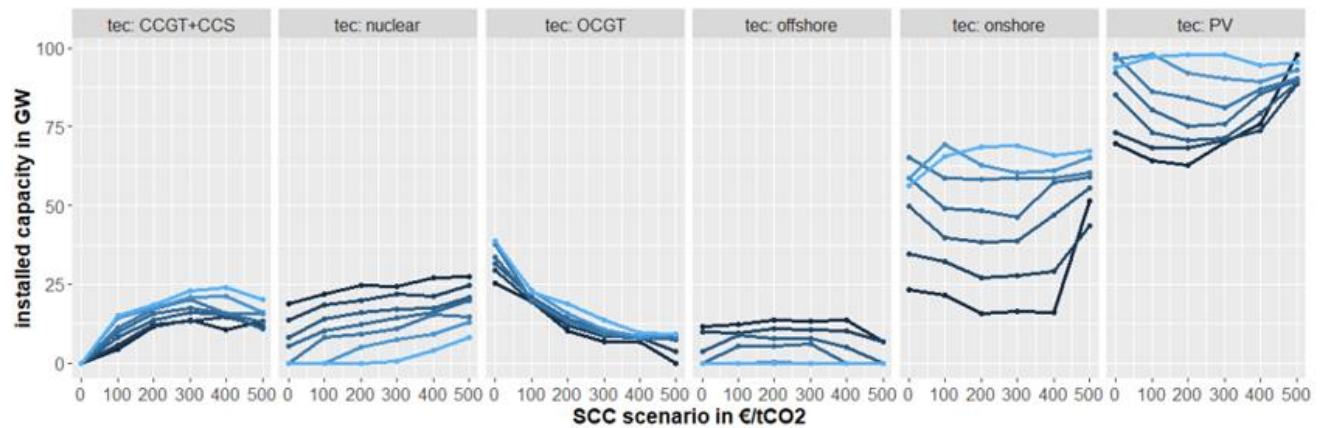 tec: CCGT+CCS tec: nuclear tec: OCGT tec: offshore tec: onshore tec: PV
installed capacity in GW
100
75
50
25
0
0 100 200 300 400 500 0 100 200 300 400 500 0 100 200 300 400 500 0 100 200 300 400 500 0 100 200 300 400 500 0 100 200 300 400 500
SCC scenario in €/tCO2